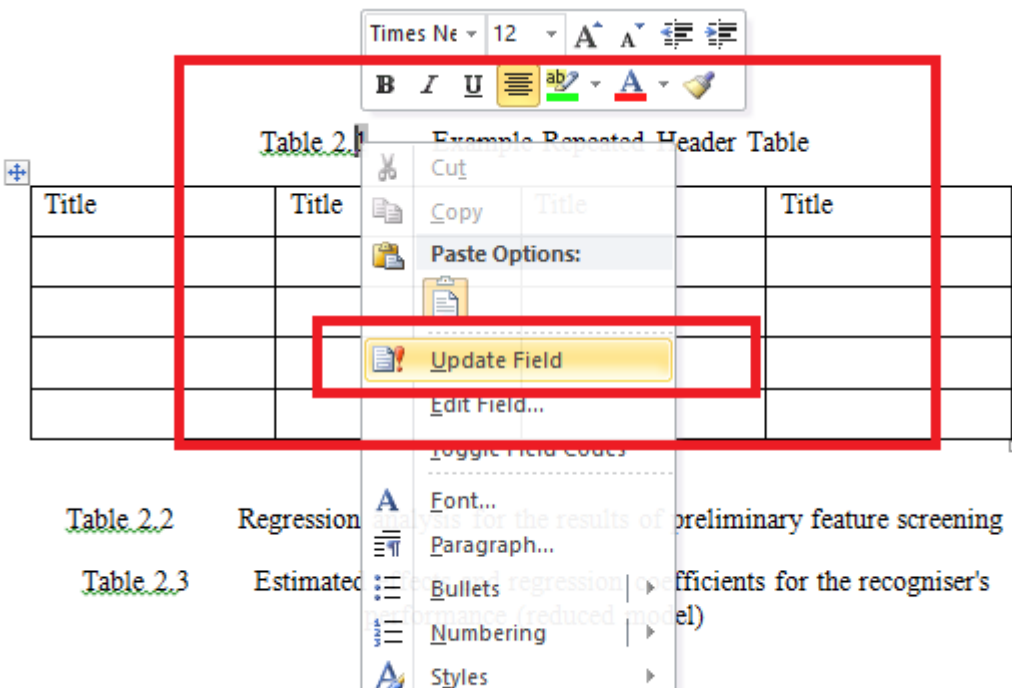 Times Ne 12 A A
B I U ab A
Table 2.1 Example Repeated Header Table
Cut
Title Title Title Title
Copy
Paste Options:
Update Field
Edit Field...
Toggle Field Codes
Font...
Table 2.2 Regression analysis for the results of preliminary feature screening
Paragraph...
Table 2.3 Estimated effects and regression coefficients for the recogniser's
Bullets
performance (reduced model)
Numbering
Styles